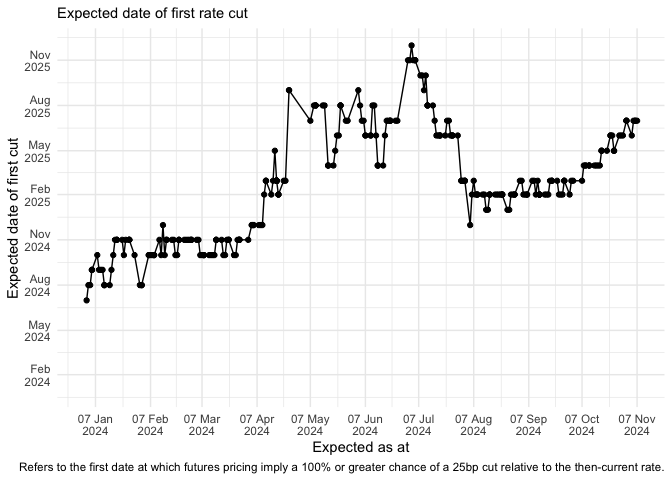 Expected date of first rate cut
Expected date of first cut
Nov
2025
Aug
2025
May
2025
Feb
2025
Nov
2024
Aug
2024
May
2024
Feb
2024
07 Jan
2024
07 Feb
2024
07 Mar
2024
07 Apr
2024
07 May
2024
07 Jun
2024
07 Jul
2024
07 Aug
2024
07 Sep
2024
07 Oct
2024
07 Nov
2024
Expected as at
Refers to the first date at which futures pricing imply a 100% or greater chance of a 25bp cut relative to the then-current rate.